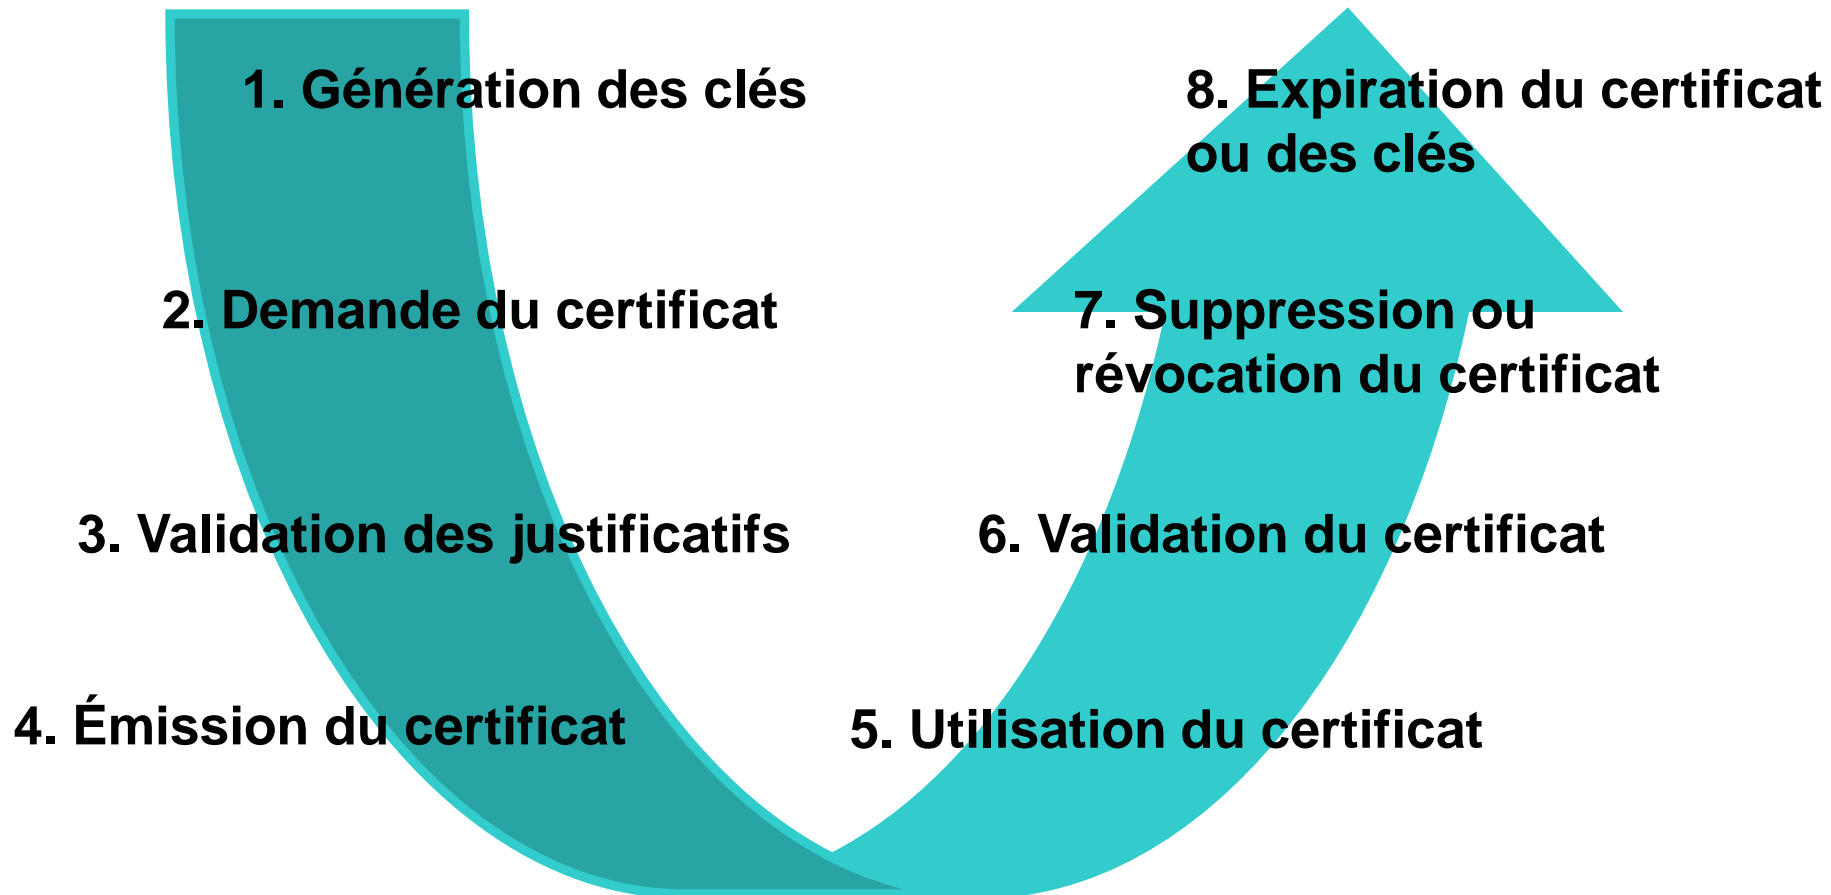 1. Génération des clés
2. Demande du certificat
3. Validation des justificatifs
4. Émission du certificat
5. Utilisation du certificat
6. Validation du certificat
7. Suppression ou
révocation du certificat
8. Expiration du certificat
ou des clés